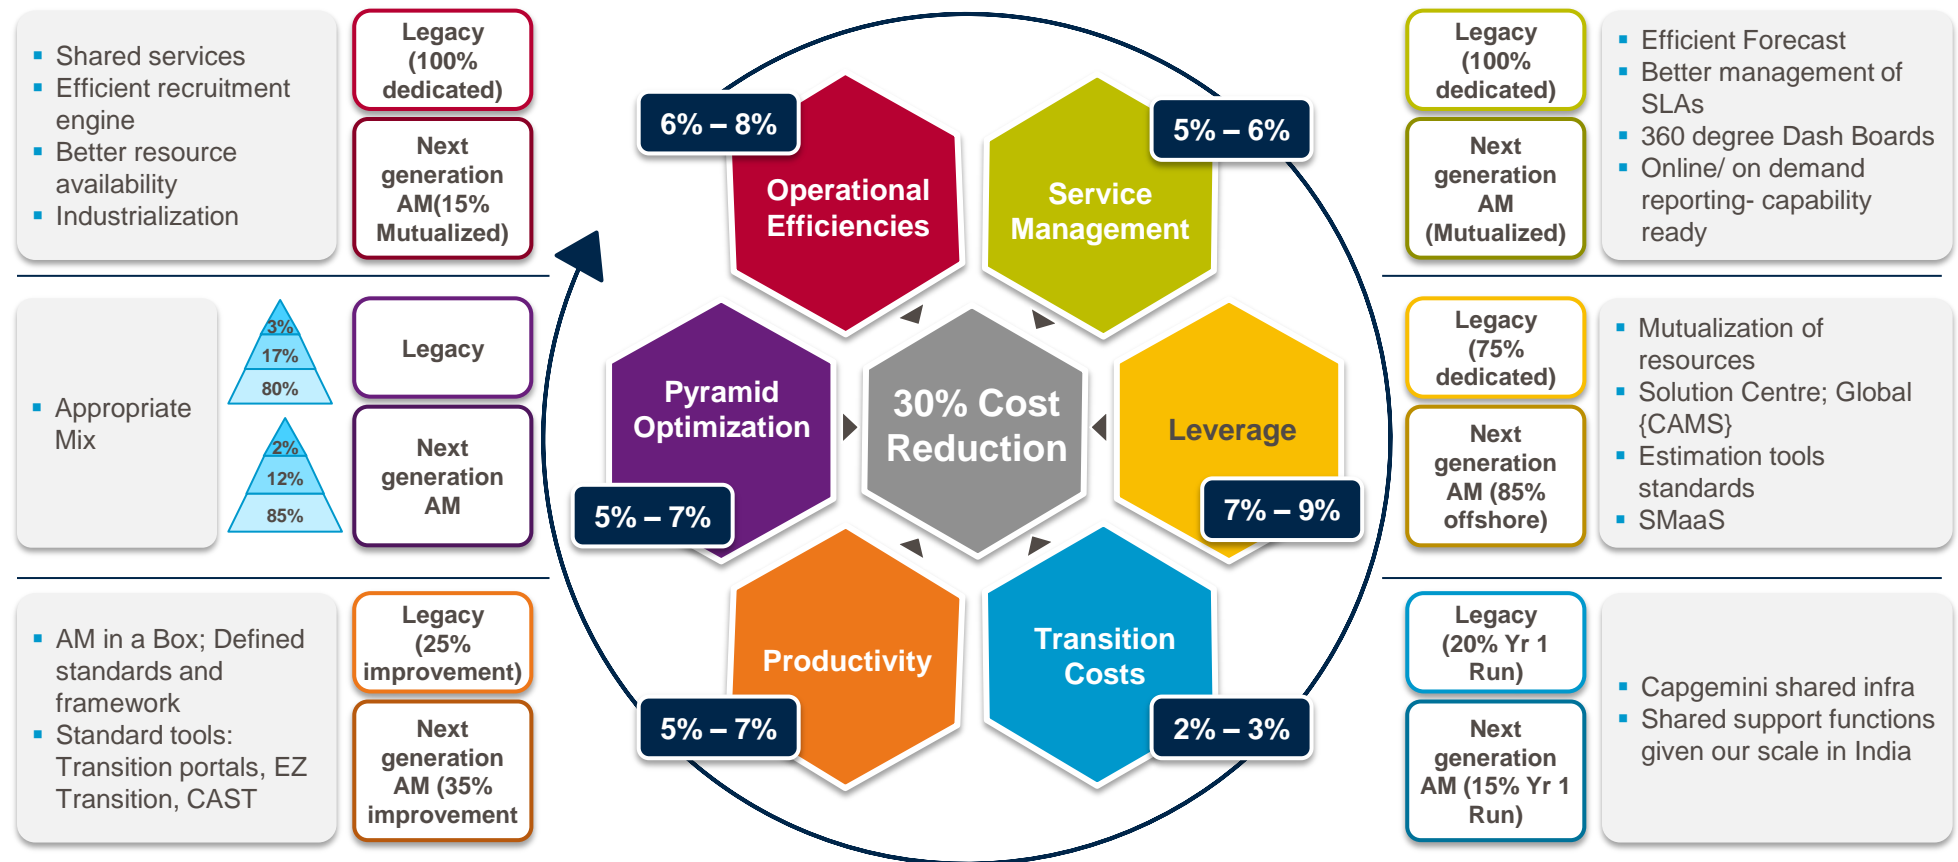 Shared services
Efficient recruitment
engine
Better resource
availability
Industrialization
Legacy
(100%
dedicated)
Next
generation
AM(15%
Mutualized)
Appropriate
Mix
3%
17%
80%
2%
12%
85%
Legacy
Next
generation
AM
AM in a Box; Defined
standards and
framework
Standard tools:
Transition portals, EZ
Transition, CAST
Legacy
(25%
improvement)
Next
generation
AM (35%
improvement
6% – 8%
Operational
Efficiencies
5% – 6%
Service
Management
Pyramid
Optimization
5% – 7%
30% Cost
Reduction
Leverage
7% – 9%
Productivity
5% – 7%
Transition
Costs
2% – 3%
Legacy
(100%
dedicated)
Next
generation
AM
(Mutualized)
Efficient Forecast
Better management of
SLAs
360 degree Dash Boards
Online/ on demand
reporting- capability
ready
Legacy
(75%
dedicated)
Next
generation
AM (85%
offshore)
Mutualization of
resources
Solution Centre; Global
{CAMS}
Estimation tools
standards
SMaaS
Legacy
(20% Yr 1
Run)
Next
generation
AM (15% Yr 1
Run)
Capgemini shared infra
Shared support functions
given our scale in India